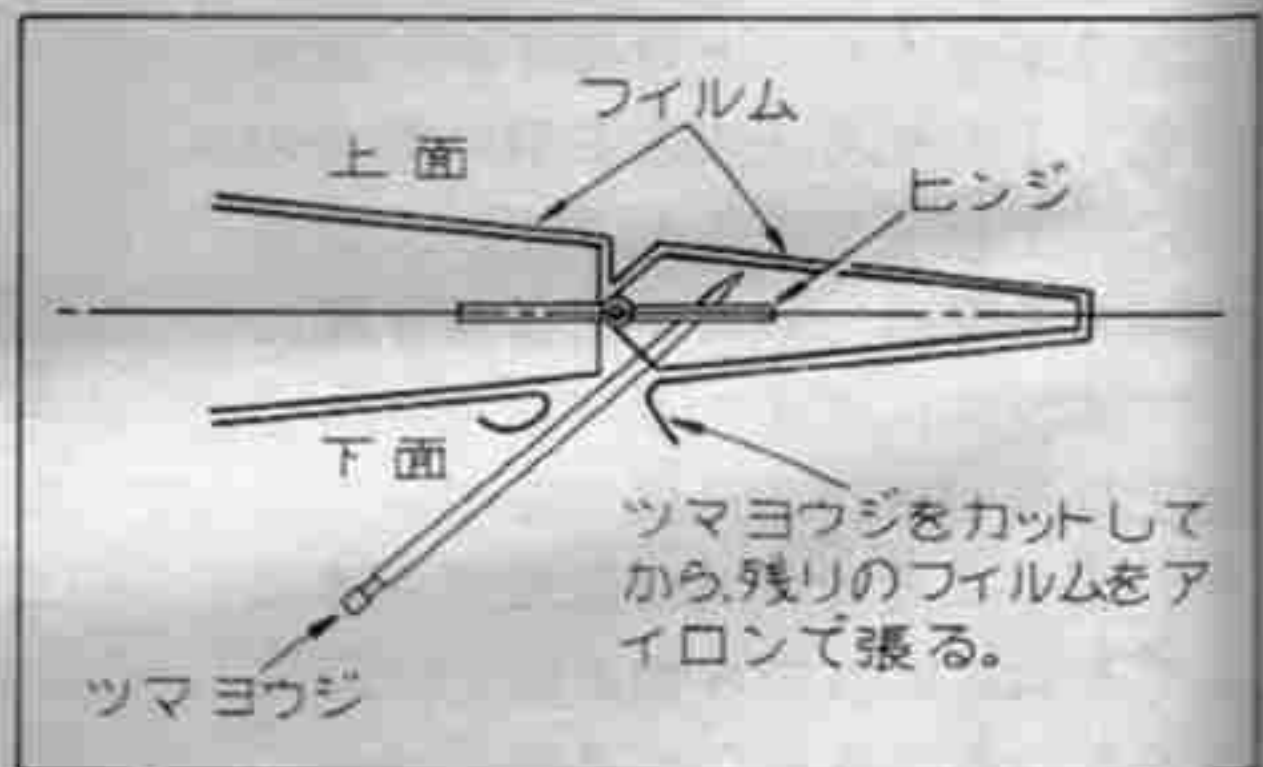 フィルム
上面
ヒンジ
下面
ツマヨウジをカットして
から、残りのフィルムをア
イロンで張る。
ツマヨウジ